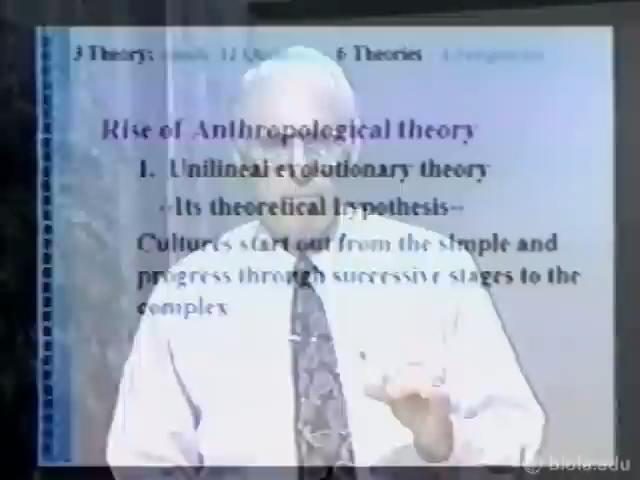 3 Theory: 6 Theories
Rise of Anthropological theory
1. Unilineal evolutionary theory
--Its theoretical hypothesis--
Cultures start out from the simple and
progress through successive stages to the
complex
biola.edu